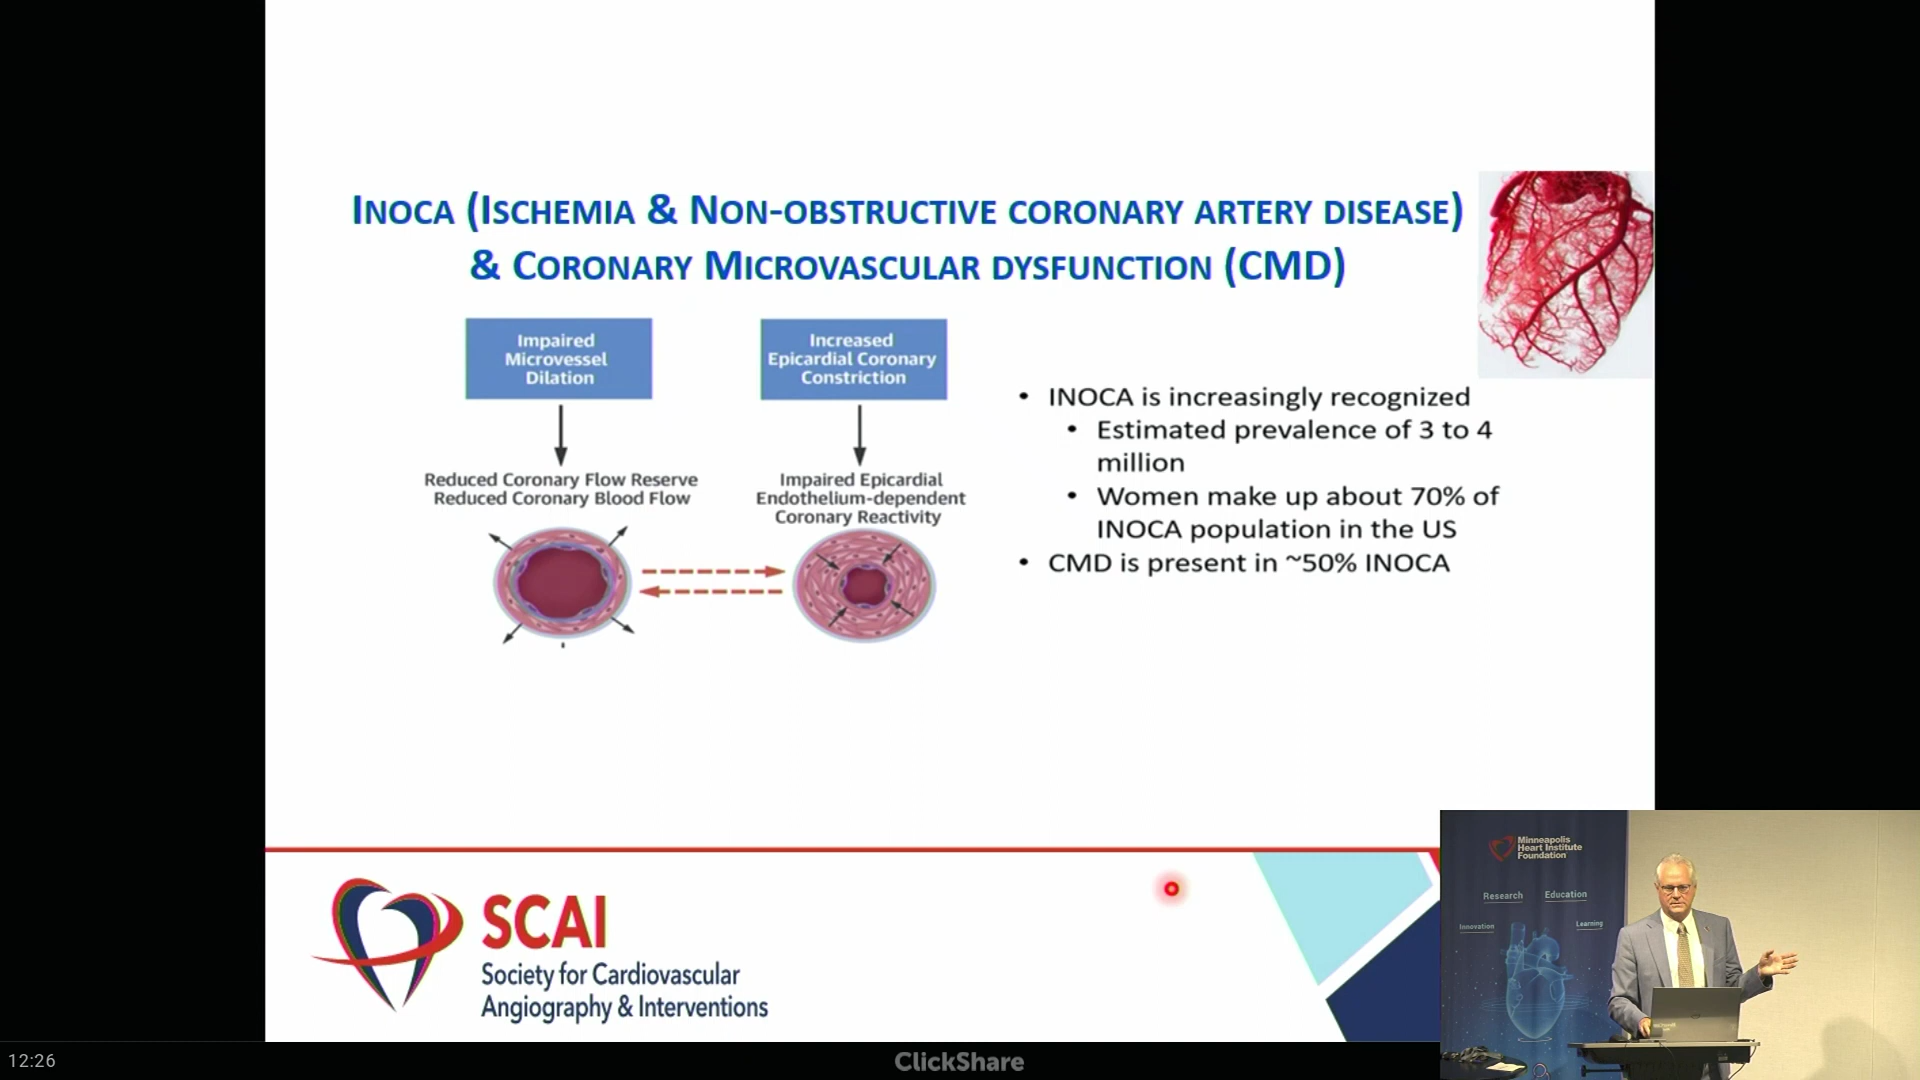 INOCA (ISCHEMIA & NON-OBSTRUCTIVE CORONARY ARTERY DISEASE)
& CORONARY MICROVASCULAR DYSFUNCTION (CMD)
Impaired
Microvessel
Dilation
Increased
Epicardial Coronary
Constriction
Reduced Coronary Flow Reserve
Reduced Coronary Blood Flow
Impaired Epicardial
Endothelium-dependent
Coronary Reactivity
• INOCA is increasingly recognized
• Estimated prevalence of 3 to 4
million
• Women make up about 70% of
INOCA population in the US
• CMD is present in ~50% INOCA
SCAI
Society for Cardiovascular
Angiography & Interventions
Minneapolis
Heart Institute
Foundation
Research Education
Innovation Learning
12:26
ClickShare